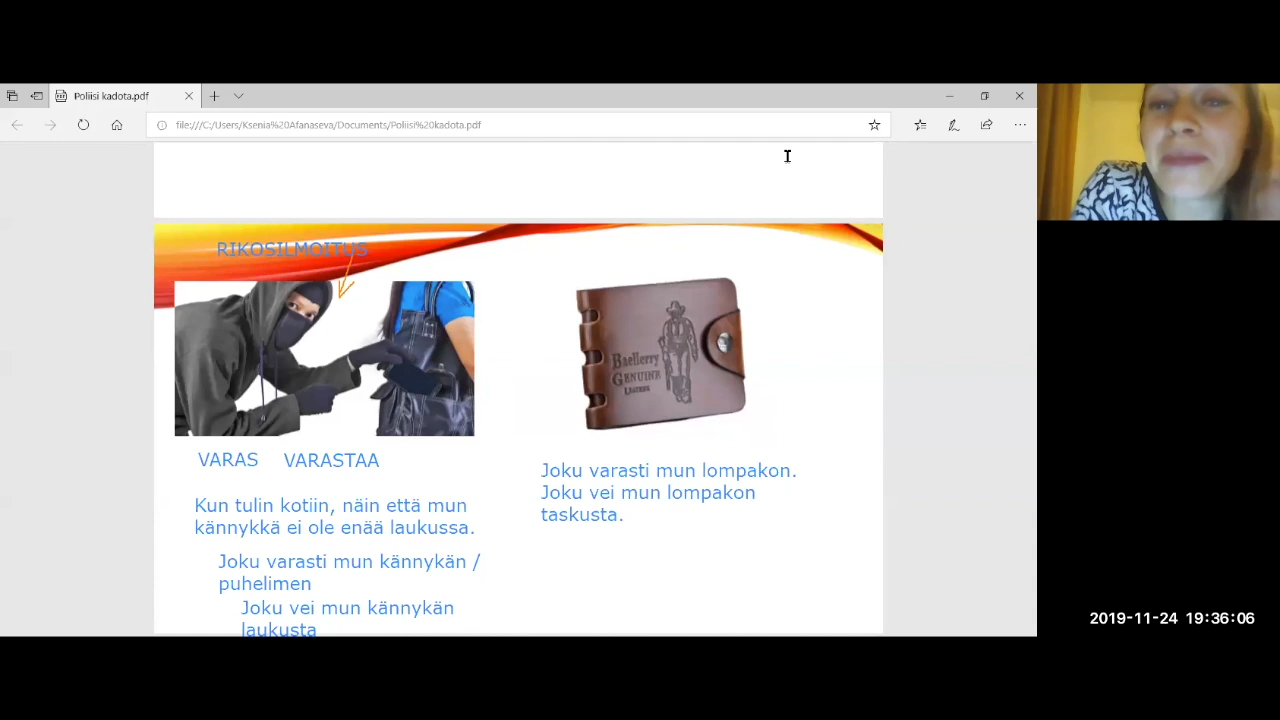 Poliisi kadota.pdf
file:///C:/Users/Ksenia%20Afanaseva/Documents/Poliisi%20kadota.pdf
RIKOSILMOITUS
Baellerry
GENUINE
LEATHER
VARAS VARASTAA
Kun tulin kotiin, näin että mun
kännykkä ei ole enää laukussa.
Joku varasti mun kännykän /
puhelimen
Joku vei mun kännykän
laukusta
Joku varasti mun lompakon.
Joku vei mun lompakon
taskusta.
2019-11-24 19:36:06